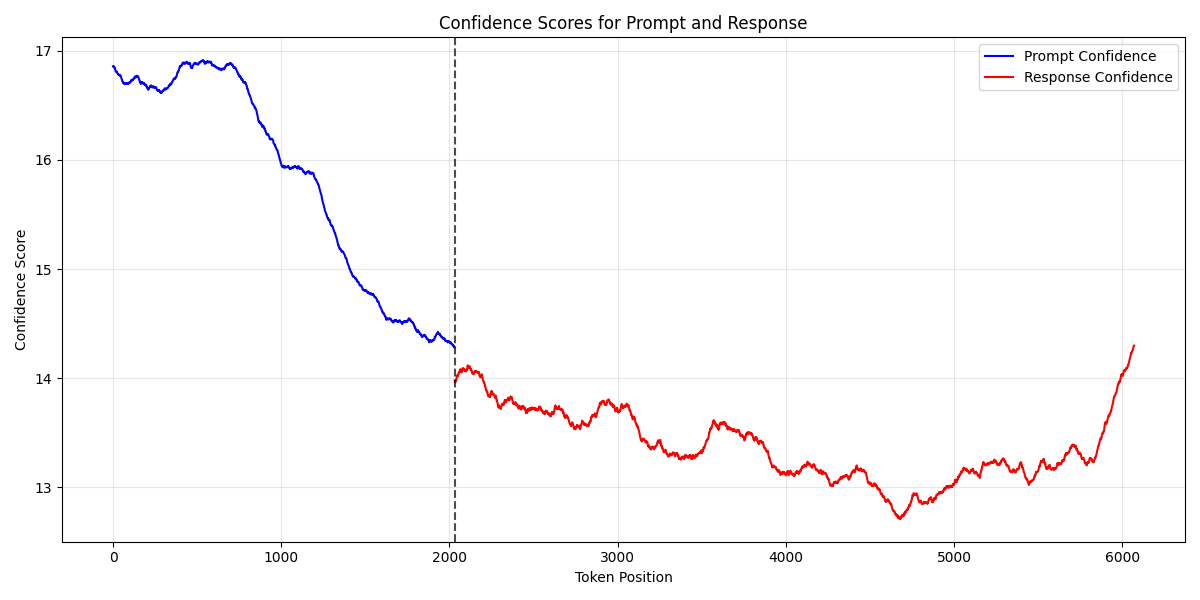 Confidence Scores for Prompt and Response
Prompt Confidence
Response Confidence
Confidence Score
17
16
15
14
13
0 1000 2000 3000 4000 5000 6000
Token Position